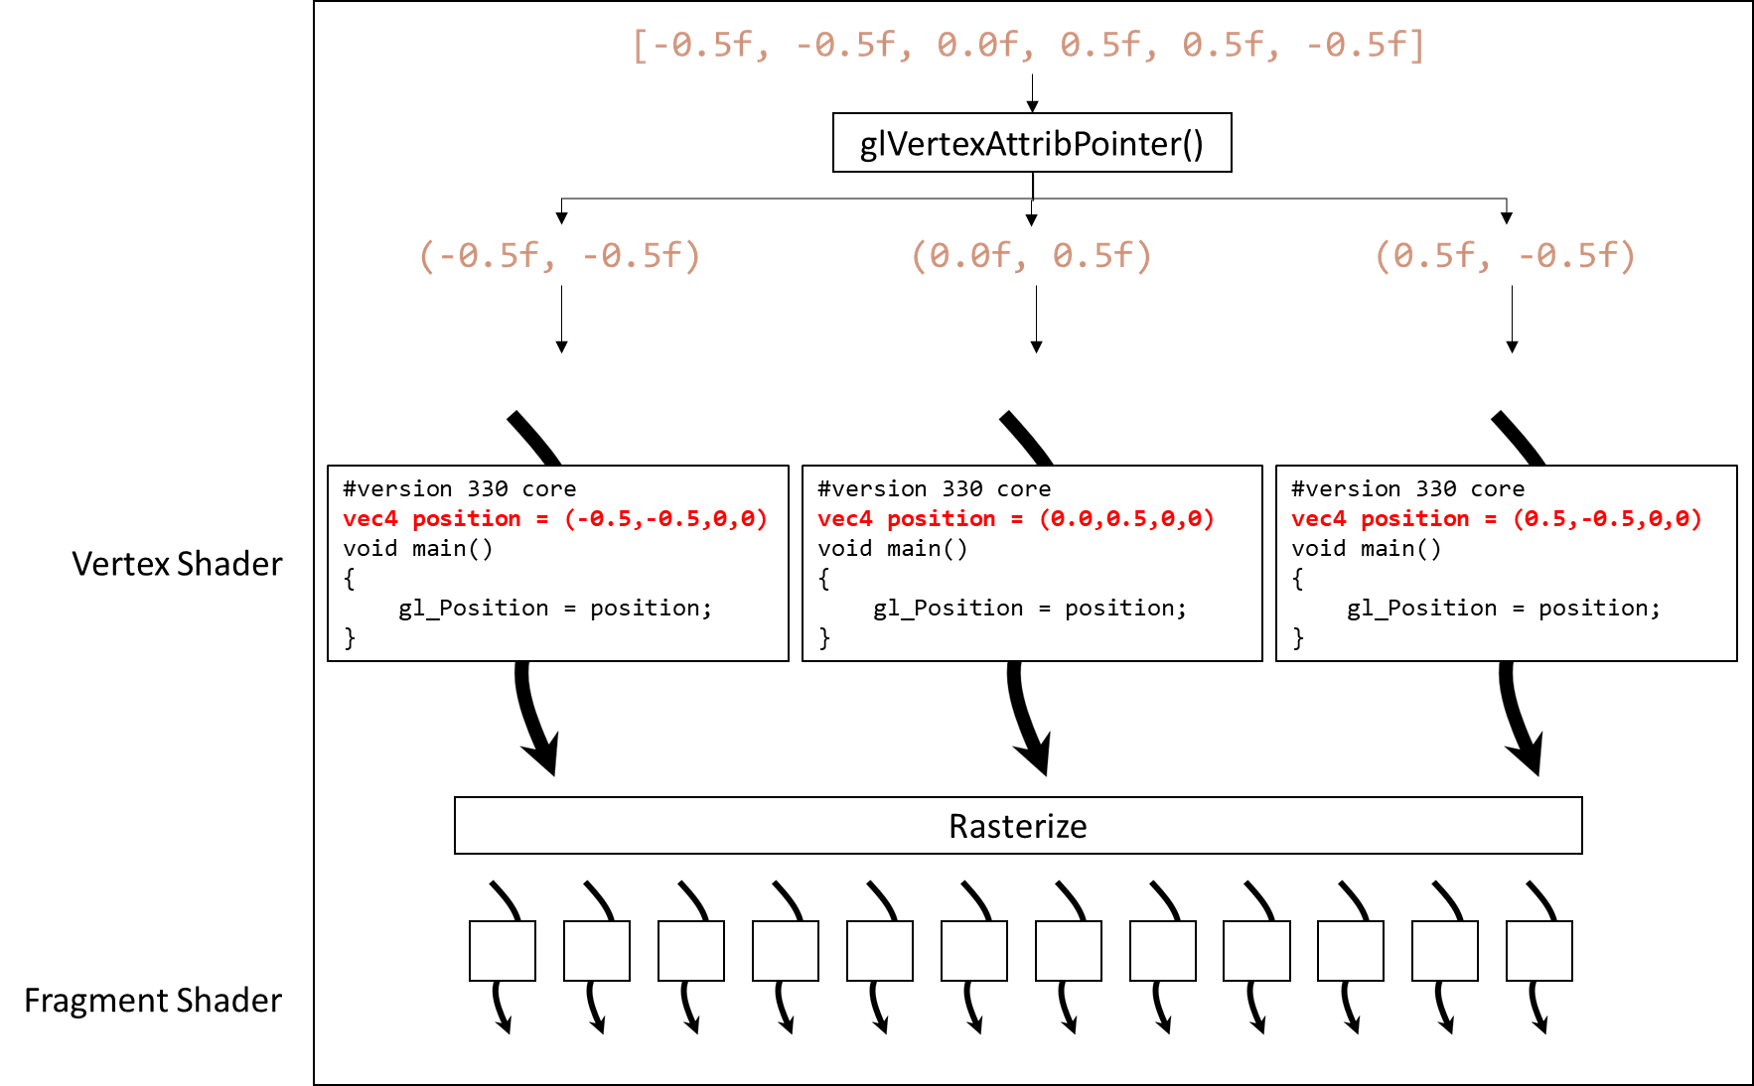 [-0.5f, -0.5f, 0.0f, 0.5f, 0.5f, -0.5f]
glVertexAttribPointer()
(-0.5f, -0.5f)
(0.0f, 0.5f)
(0.5f, -0.5f)
Vertex Shader
#version 330 core
vec4 position = (-0.5,-0.5,0,0)
void main()
{
gl_Position = position;
}
#version 330 core
vec4 position = (0.0,0.5,0,0)
void main()
{
gl_Position = position;
}
#version 330 core
vec4 position = (0.5,-0.5,0,0)
void main()
{
gl_Position = position;
}
Rasterize
Fragment Shader